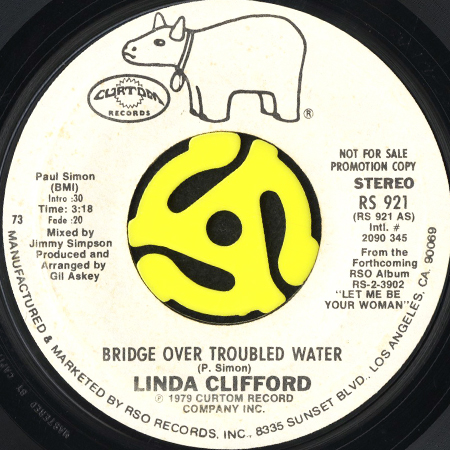 CURTOM
RECORDS
®
Paul Simon
(BMI)
Intro :30
Time: 3:18
Fade :20
73
Mixed by
Jimmy Simpson
Produced and
Arranged by
Gil Askey
NOT FOR SALE
PROMOTION COPY
STEREO
RS 921
(RS 921 AS)
Intl. #
2090 345
From the
Forthcoming
RSO Album
RS-2-3902
"LET ME BE
YOUR WOMAN"
BRIDGE OVER TROUBLED WATER
(P. Simon)
LINDA CLIFFORD
℗ 1979 CURTOM RECORD
COMPANY INC.
MANUFACTURED & MARKETED BY RSO RECORDS, INC., 8335 SUNSET BLVD., LOS ANGELES, CA. 90069